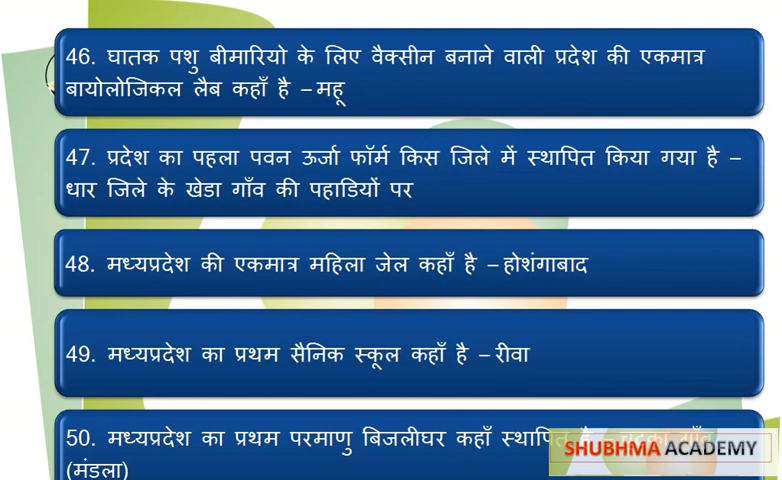 46. घातक पशु बीमारियो के लिए वैक्सीन बनाने वाली प्रदेश की एकमात्र
बायोलोजिकल लैब कहाँ है – महू
47. प्रदेश का पहला पवन ऊर्जा फॉर्म किस जिले में स्थापित किया गया है –
धार जिले के खेडा गाँव की पहाडियों पर
48. मध्यप्रदेश की एकमात्र महिला जेल कहाँ है – होशंगाबाद
49. मध्यप्रदेश का प्रथम सैनिक स्कूल कहाँ है – रीवा
50. मध्यप्रदेश का प्रथम परमाणु बिजलीघर कहाँ स्थापित है –
(मंडला)
SHUBHMA ACADEMY